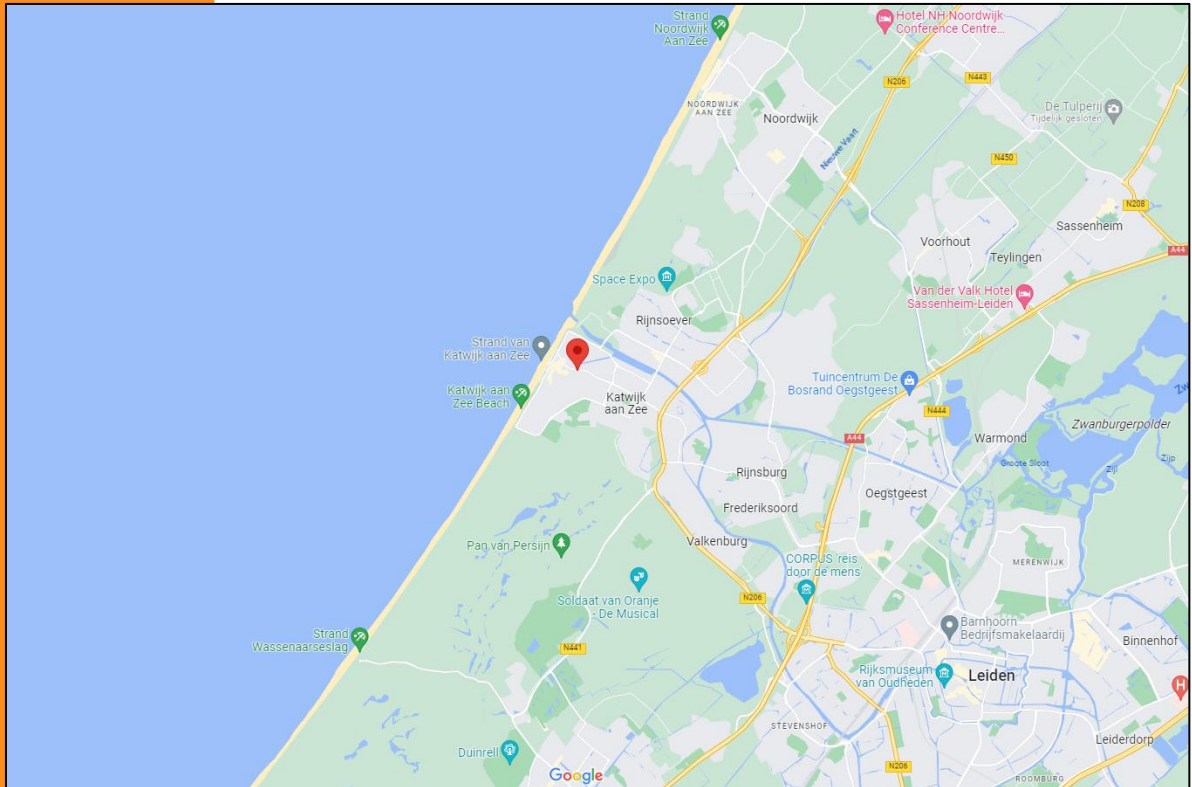 Strand
Noordwijk
Aan Zee
Hotel NH Noordwijk
Conference Centre...
N206
N443
NOORDWIJK
AAN ZEE
Noordwijk
De Tulperij
Tijdelijk gesloten
Nieuwe Vaart
N450
N208
Sassenheim
Voorhout
Teylingen
A44
Space Expo
Van der Valk Hotel
Sassenheim-Leiden
Rijnsoever
Strand van
Katwijk aan Zee
Katwijk aan
Zee Beach
Katwijk
aan Zee
Tuincentrum De
Bosrand Oegstgeest
N444
Zwanburgerpolder
A44
Warmond
Groote Sloot
Zijl
Zijp
Rijnsburg
Oegstgeest
Frederiksoord
Valkenburg
Pan van Persijn
CORPUS 'reis
door de mens'
MERENWIJK
Soldaat van Oranje
- De Musical
N206
Strand
Wassenaarseslag
Barnhoorn
Bedrijfsmakelaardij
Binnenhof
N441
Rijksmuseum
van Oudheden
Leiden
H
STEVENSHOF
Duinrell
Leiderdorp
Google
N206
ROOMBURG